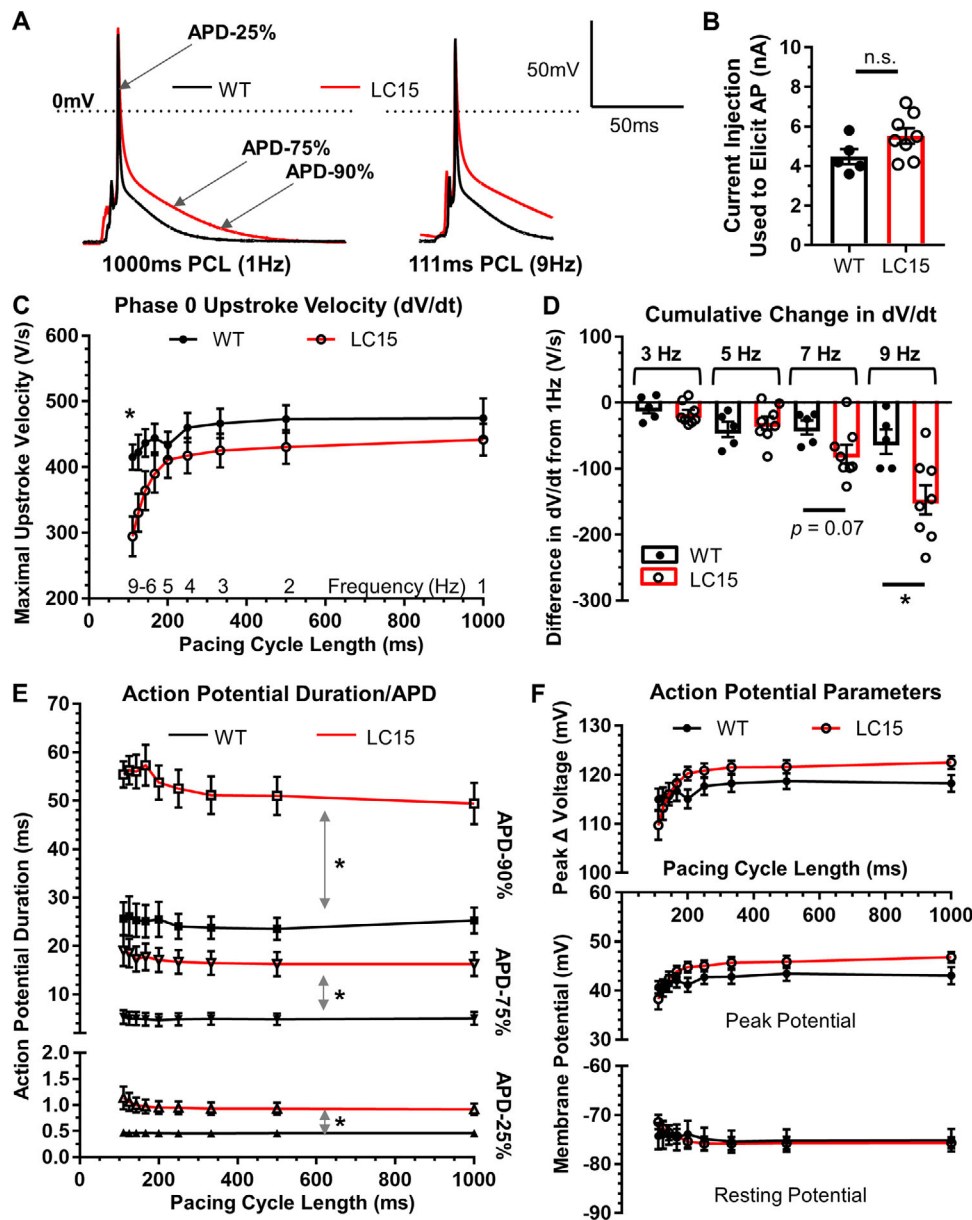 A
APD-25%
WT
LC15
0mV
APD-75%
APD-90%
1000ms PCL (1Hz)
111ms PCL (9Hz)
50mV
50ms
B
Current Injection
Used to Elicit AP (nA)
10
8
6
4
2
0
n.s.
WT
LC15
C
Phase 0 Upstroke Velocity (dV/dt)
WT
LC15
Maximal Upstroke Velocity (V/s)
600
500
400
300
200
*
9-6 5 4 3 2 Frequency (Hz) 1
0 200 400 600 800 1000
Pacing Cycle Length (ms)
D
Cumulative Change in dV/dt
Difference in dV/dt from 1Hz (V/s)
100
0
-100
-200
-300
3 Hz
5 Hz
7 Hz
9 Hz
p = 0.07
*
WT
LC15
E
Action Potential Duration/APD
WT
LC15
Action Potential Duration (ms)
70
60
50
40
30
20
10
2.0
1.5
1.0
0.5
0.0
*
*
*
APD-90%
APD-75%
APD-25%
0 200 400 600 800 1000
Pacing Cycle Length (ms)
F
Action Potential Parameters
WT
LC15
Peak Δ Voltage (mV)
130
120
110
100
Pacing Cycle Length (ms)
200 400 600 800 1000
Membrane Potential (mV)
60
50
40
30
Peak Potential
-60
-70
-80
-90
Resting Potential